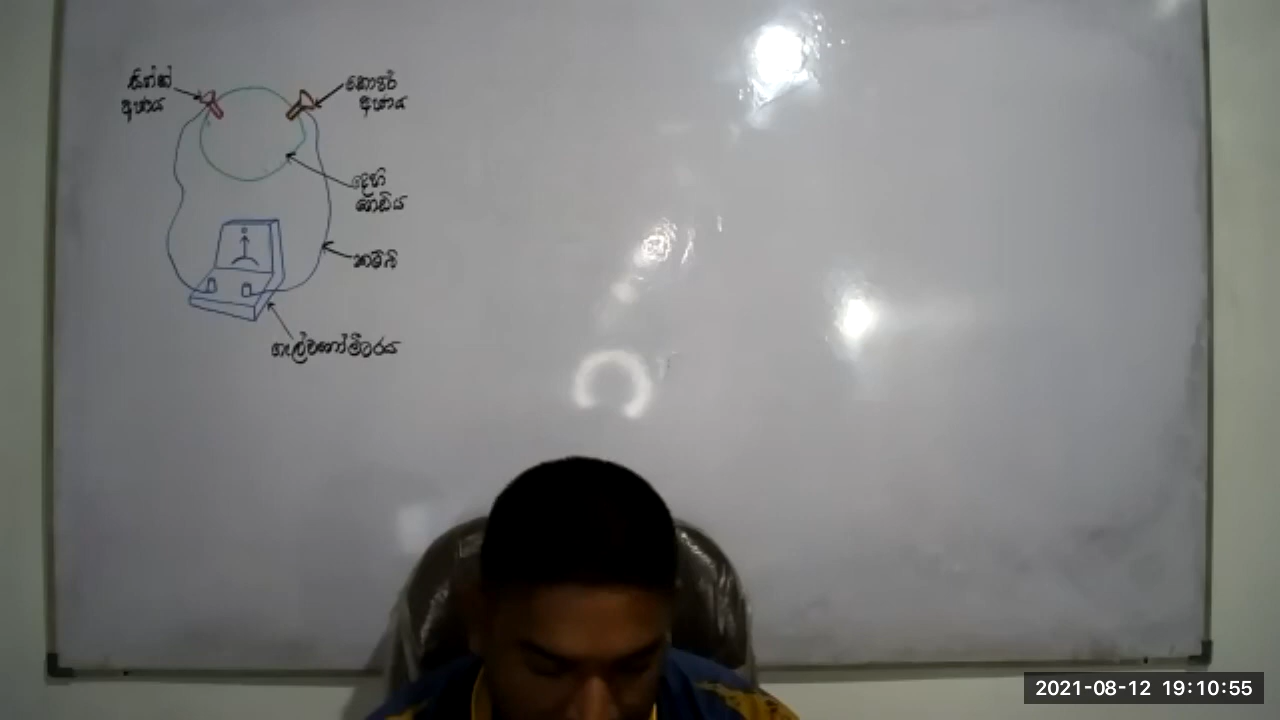 සින්ක්
අග්‍රය
කොපර්
අග්‍රය
දෙහි
ගෙඩිය
කම්බි
ගැල්වනෝමීටරය
2021-08-12 19:10:55